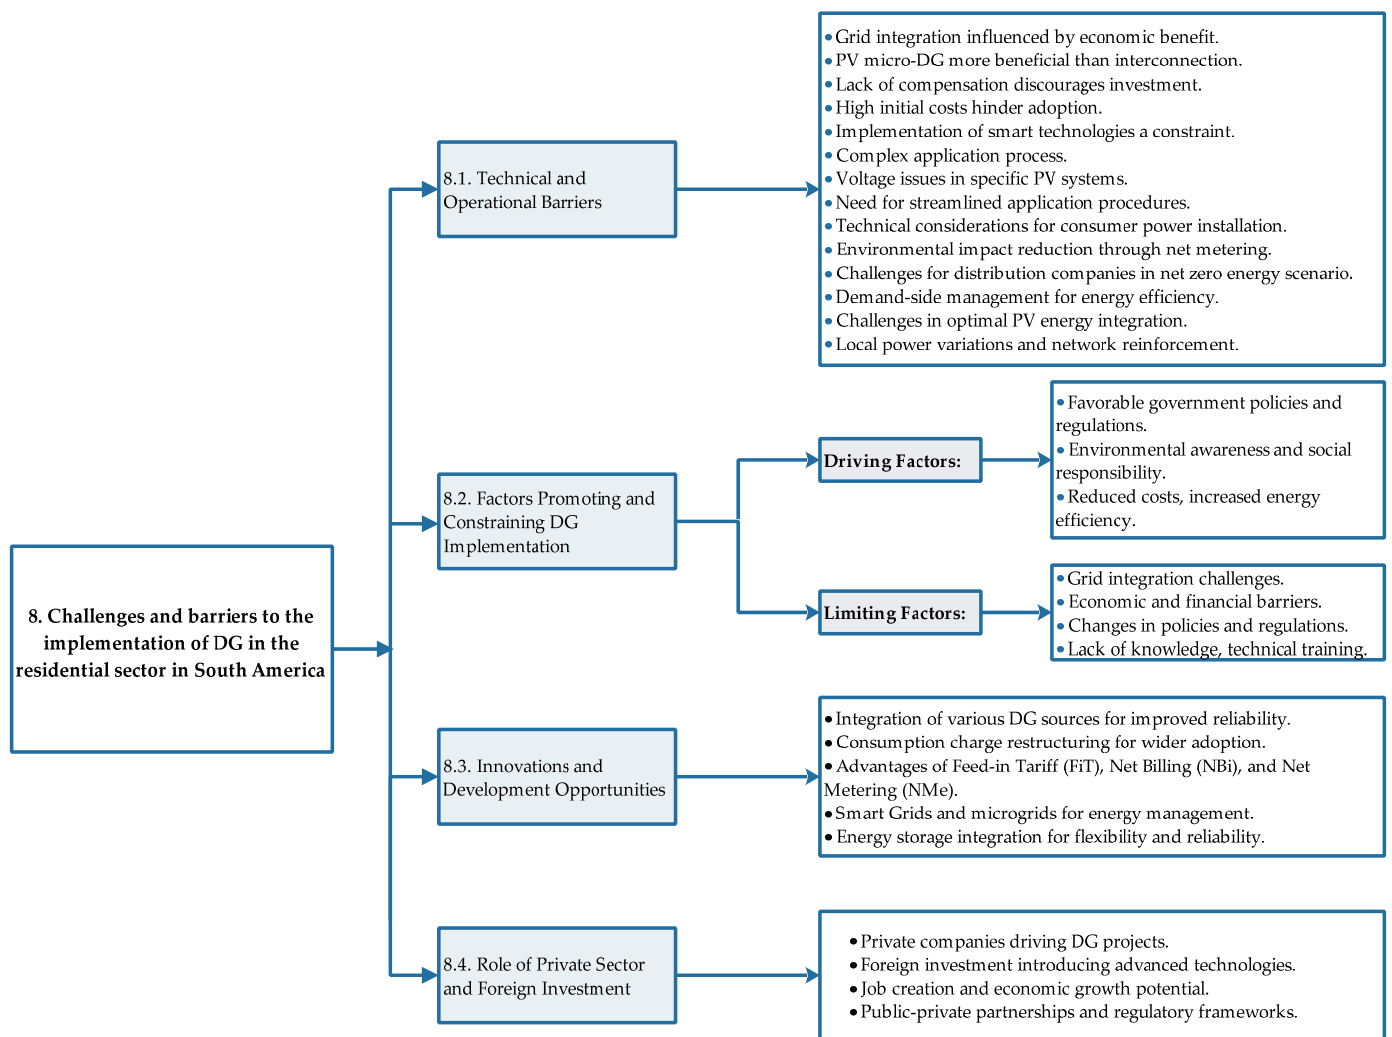 8. Challenges and barriers to the
implementation of DG in the
residential sector in South America
8.1. Technical and
Operational Barriers
• Grid integration influenced by economic benefit.
• PV micro-DG more beneficial than interconnection.
• Lack of compensation discourages investment.
• High initial costs hinder adoption.
• Implementation of smart technologies a constraint.
• Complex application process.
• Voltage issues in specific PV systems.
• Need for streamlined application procedures.
• Technical considerations for consumer power installation.
• Environmental impact reduction through net metering.
• Challenges for distribution companies in net zero energy scenario.
• Demand-side management for energy efficiency.
• Challenges in optimal PV energy integration.
• Local power variations and network reinforcement.
8.2. Factors Promoting and
Constraining DG
Implementation
Driving Factors:
• Favorable government policies and
regulations.
• Environmental awareness and social
responsibility.
• Reduced costs, increased energy
efficiency.
Limiting Factors:
• Grid integration challenges.
• Economic and financial barriers.
• Changes in policies and regulations.
• Lack of knowledge, technical training.
8.3. Innovations and
Development Opportunities
• Integration of various DG sources for improved reliability.
• Consumption charge restructuring for wider adoption.
• Advantages of Feed-in Tariff (FiT), Net Billing (NBi), and Net
Metering (NMe).
• Smart Grids and microgrids for energy management.
• Energy storage integration for flexibility and reliability.
8.4. Role of Private Sector
and Foreign Investment
• Private companies driving DG projects.
• Foreign investment introducing advanced technologies.
• Job creation and economic growth potential.
• Public-private partnerships and regulatory frameworks.